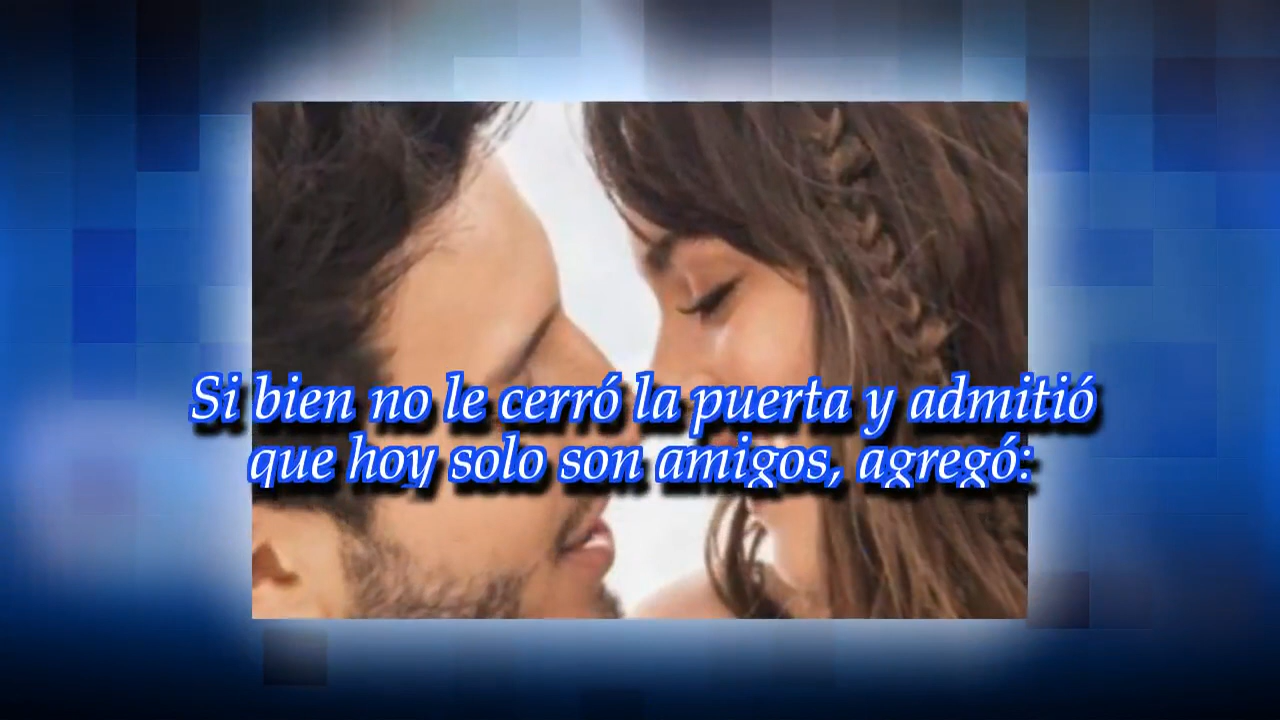 Si bien no le cerró la puerta y admitió
que hoy solo son amigos, agregó: